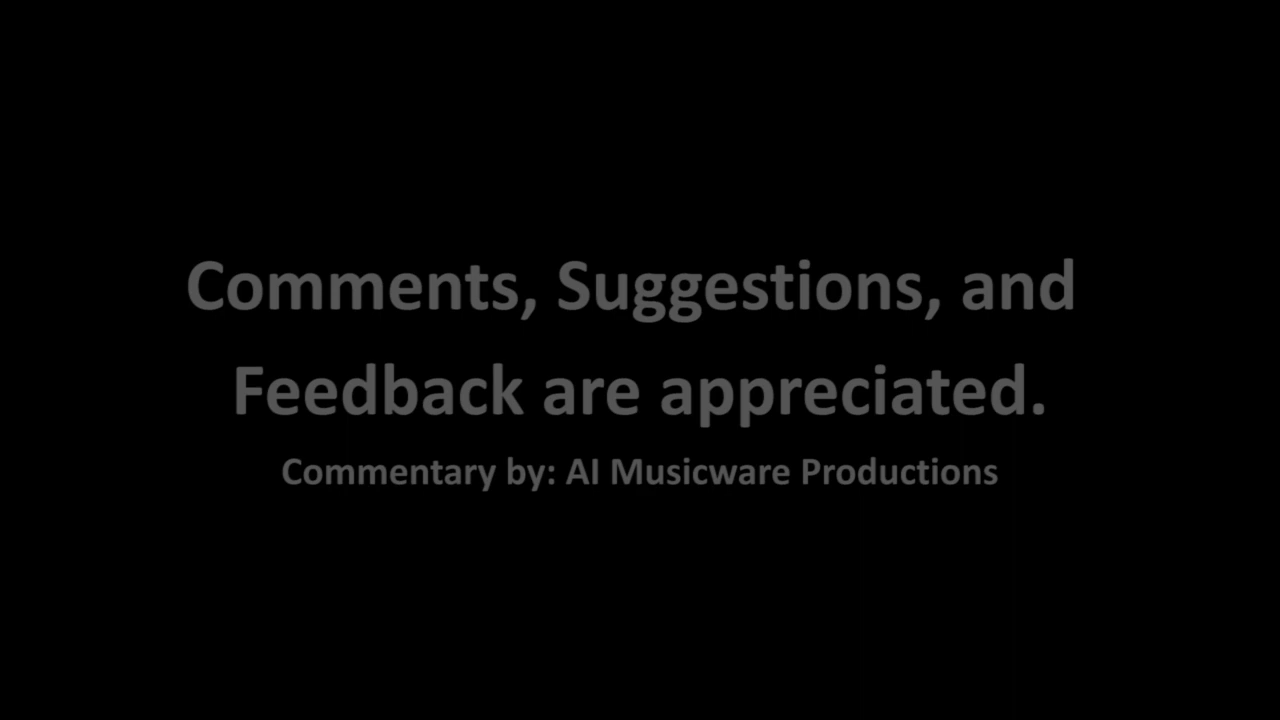 Comments, Suggestions, and
Feedback are appreciated.
Commentary by: AI Musicware Productions